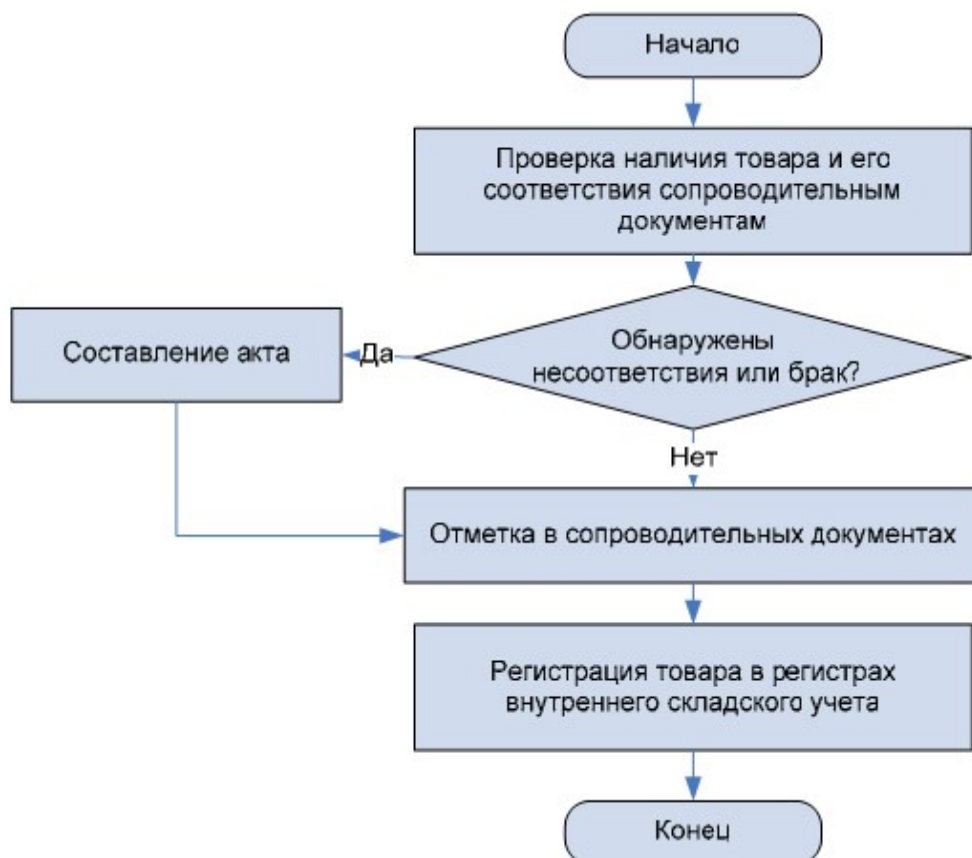 Начало
Проверка наличия товара и его
соответствия сопроводительным
документам
Обнаружены
несоответствия или брак?
Да
Составление акта
Нет
Отметка в сопроводительных документах
Регистрация товара в регистрах
внутреннего складского учета
Конец